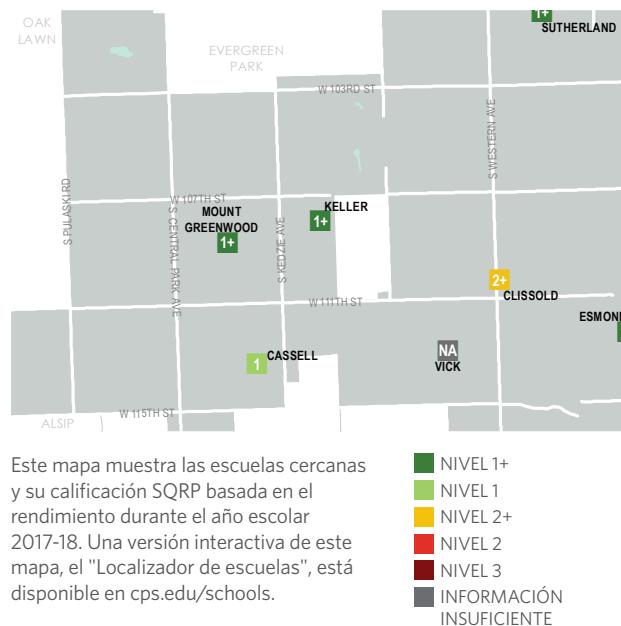 OAK
LAWN
EVERGREEN
PARK
1+
SUTHERLAND
W 103RD ST
S WESTERN AVE
S PULASKI RD
W 107TH ST
S CENTRAL PARK AVE
MOUNT
GREENWOOD
1+
S KEDZIE AVE
KELLER
1+
2+
CLISSOLD
W 111TH ST
CASSELL
1
NA
VICK
W 115TH ST
ALSIP
Este mapa muestra las escuelas cercanas
y su calificación SQRP basada en el
rendimiento durante el año escolar
2017-18. Una versión interactiva de este
mapa, el "Localizador de escuelas", está
disponible en cps.edu/schools.
NIVEL 1+
NIVEL 1
NIVEL 2+
NIVEL 2
NIVEL 3
INFORMACIÓN
INSUFICIENTE